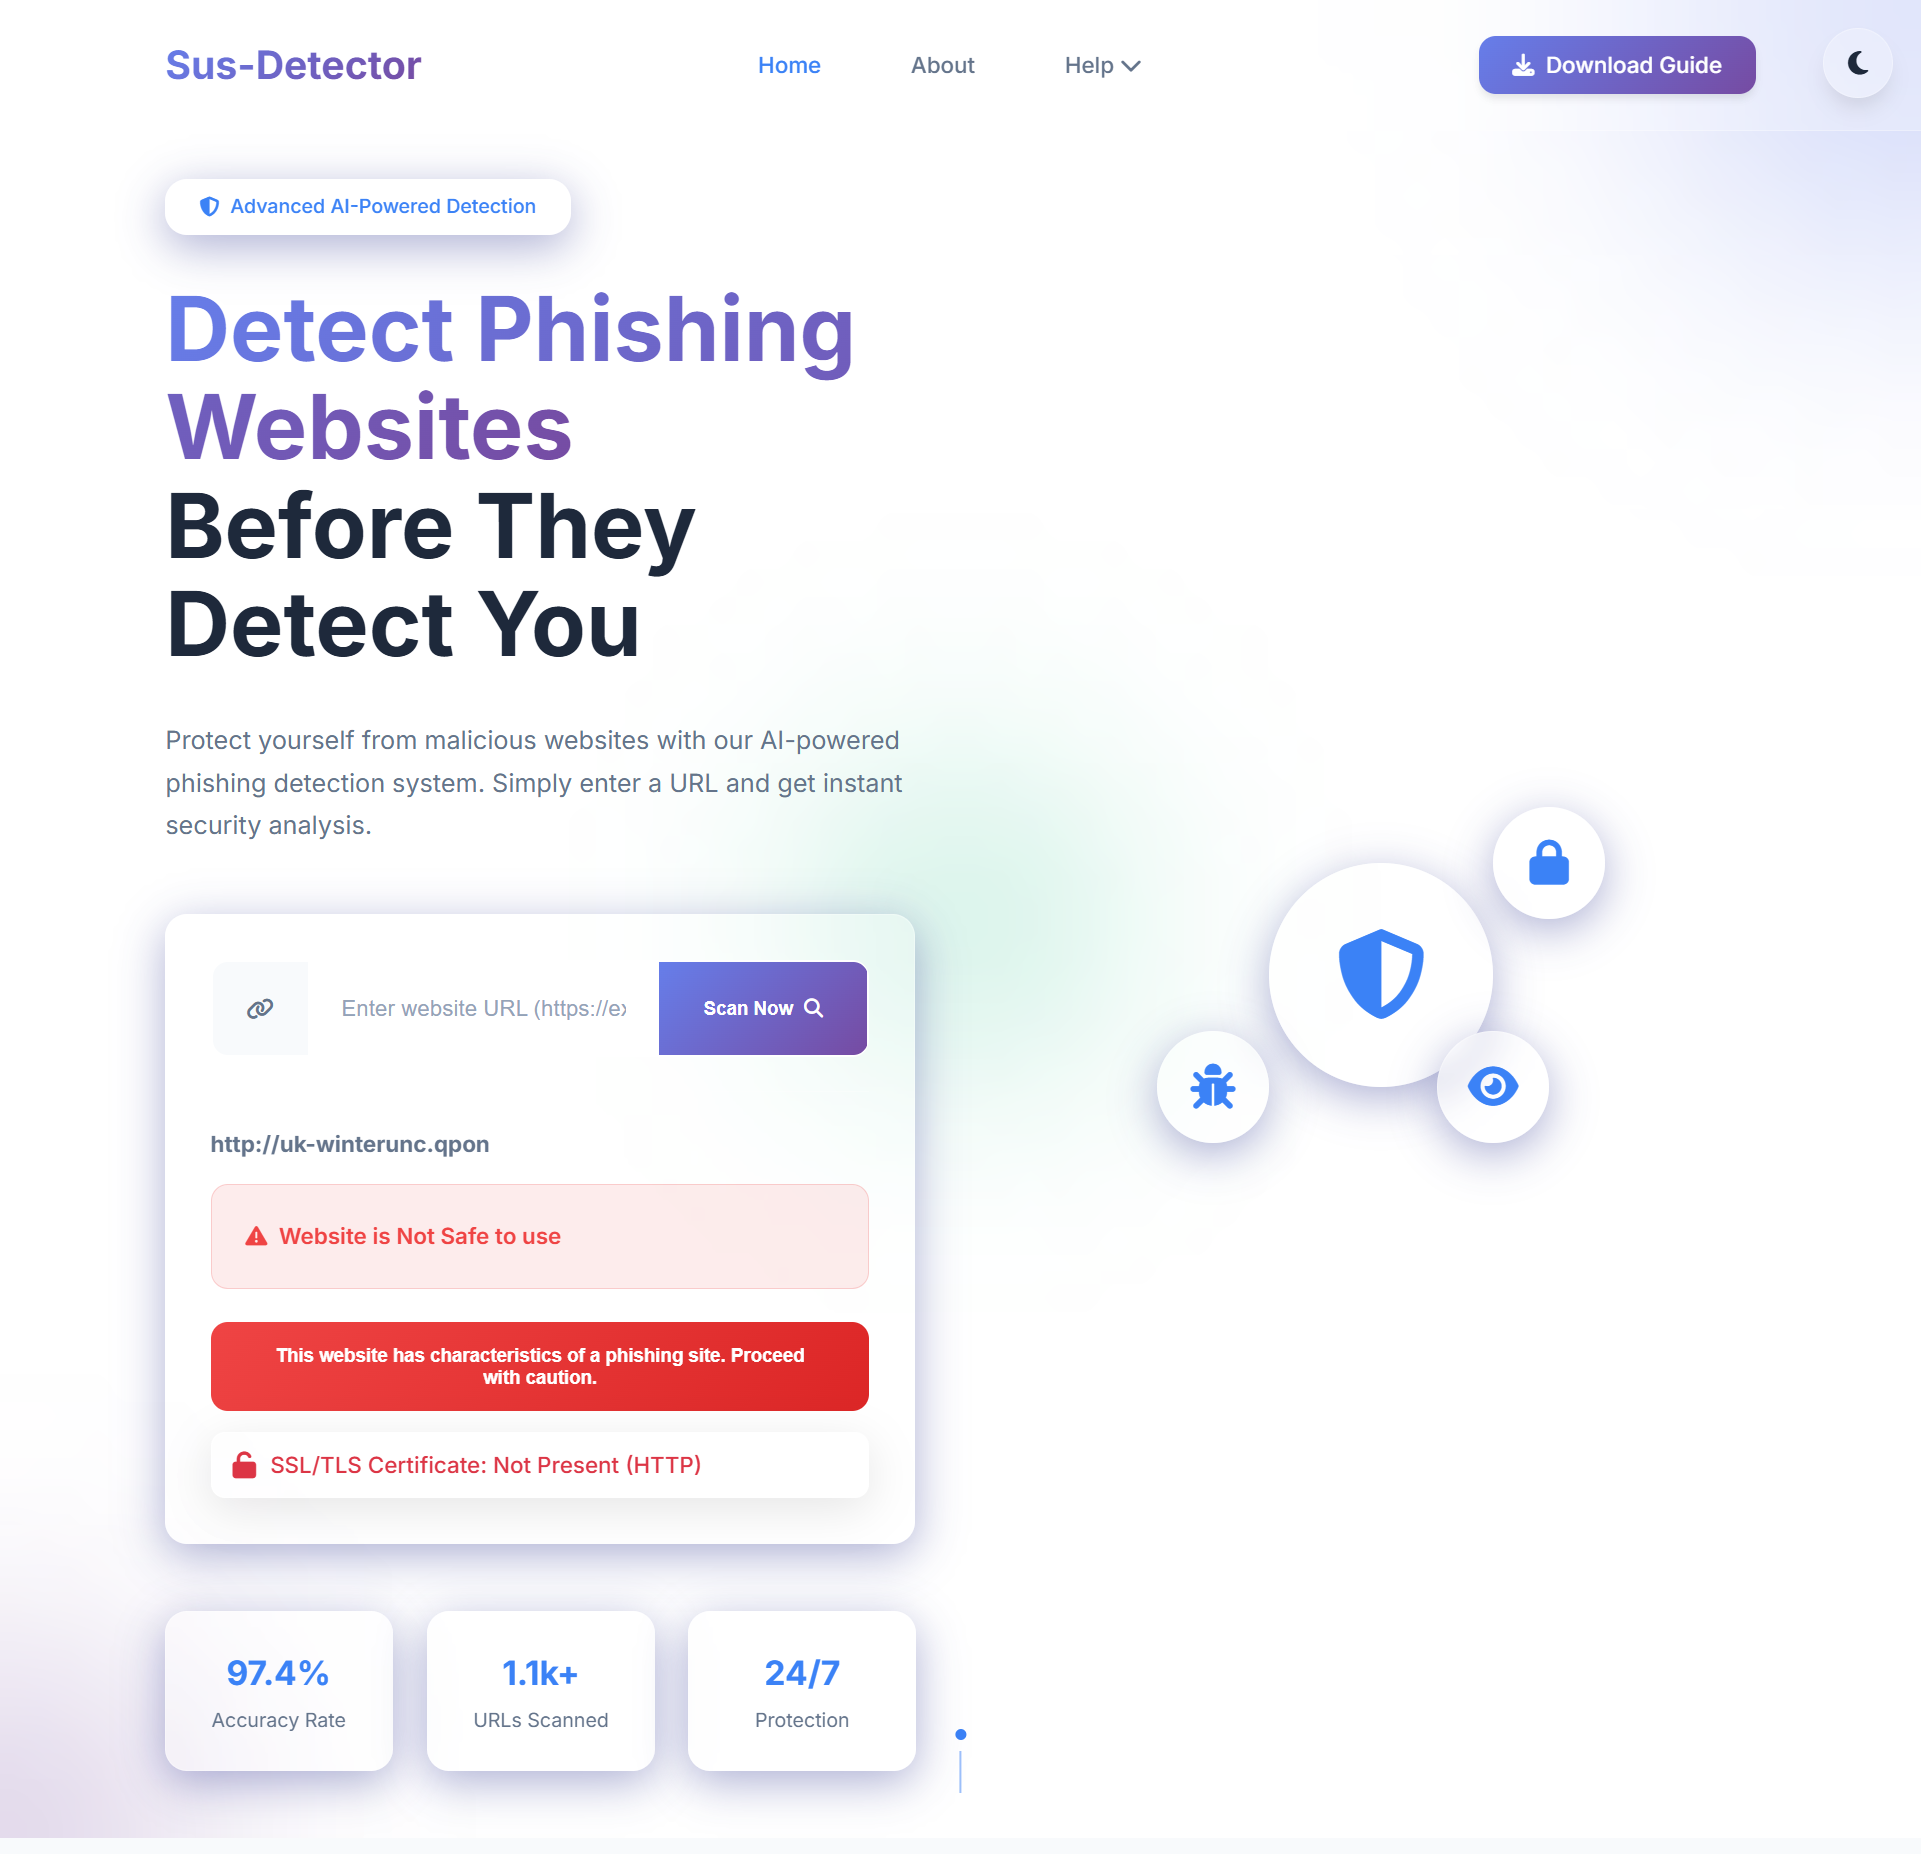 Sus-Detector
Home
About
Help
Download Guide
Advanced AI-Powered Detection
Detect Phishing
Websites
Before They
Detect You
Protect yourself from malicious websites with our AI-powered
phishing detection system. Simply enter a URL and get instant
security analysis.
Enter website URL (https://ex
Scan Now
http://uk-winterunc.qpon
Website is Not Safe to use
This website has characteristics of a phishing site. Proceed
with caution.
SSL/TLS Certificate: Not Present (HTTP)
97.4%
Accuracy Rate
1.1k+
URLs Scanned
24/7
Protection